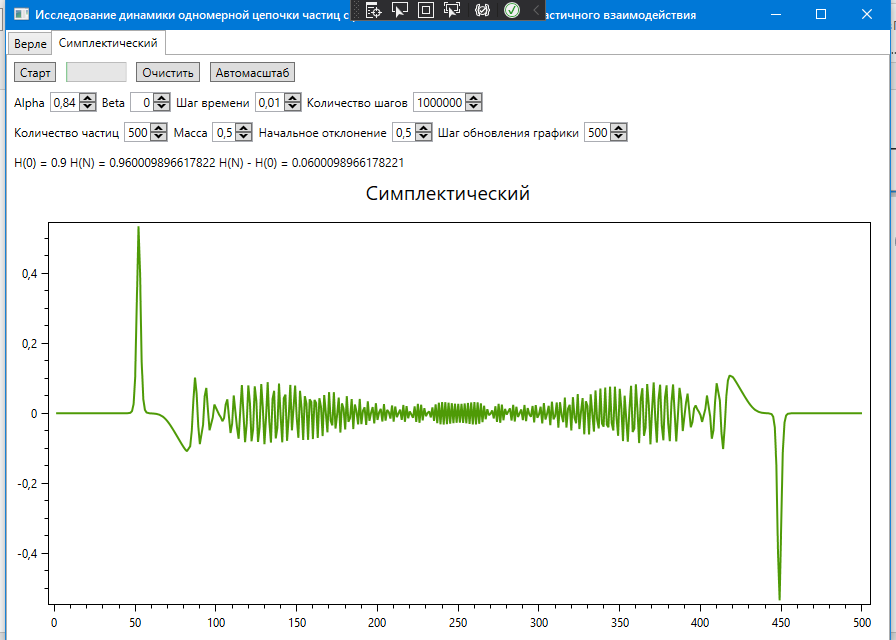 Исследование динамики одномерной цепочки частиц с астичного взаимодействия
Верле Симплектический
Старт Очистить Автомасштаб
Alpha 0,84 Beta 0 Шаг времени 0,01 Количество шагов 1000000
Количество частиц 500 Масса 0,5 Начальное отклонение 0,5 Шаг обновления графики 500
H(0) = 0.9 H(N) = 0.960009896617822 H(N) - H(0) = 0.0600098966178221
Симплектический
0,4
0,2
0
-0,2
-0,4
0 50 100 150 200 250 300 350 400 450 500